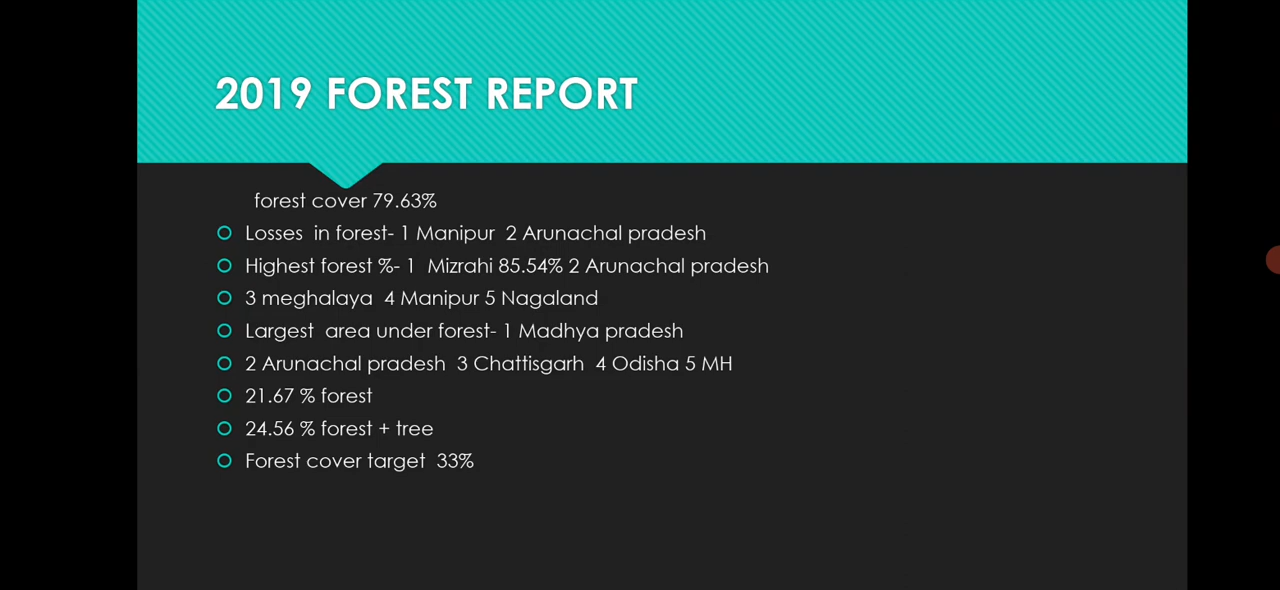 2019 FOREST REPORT
forest cover 79.63%
Losses in forest- 1 Manipur 2 Arunachal pradesh
Highest forest %- 1 Mizrahi 85.54% 2 Arunachal pradesh
3 meghalaya 4 Manipur 5 Nagaland
Largest area under forest- 1 Madhya pradesh
2 Arunachal pradesh 3 Chattisgarh 4 Odisha 5 MH
21.67 % forest
24.56 % forest + tree
Forest cover target 33%